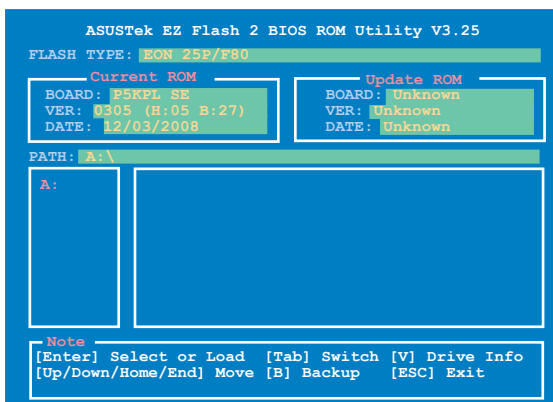 ASUSTek EZ Flash 2 BIOS ROM Utility V3.25
FLASH TYPE: EON 25P/F80
Current ROM
BOARD: P5KPL SE
VER: 0305 (H:05 B:27)
DATE: 12/03/2008
Update ROM
BOARD: Unknown
VER: Unknown
DATE: Unknown
PATH: A:\
A:
Note
[Enter] Select or Load [Tab] Switch [V] Drive Info
[Up/Down/Home/End] Move [B] Backup [ESC] Exit